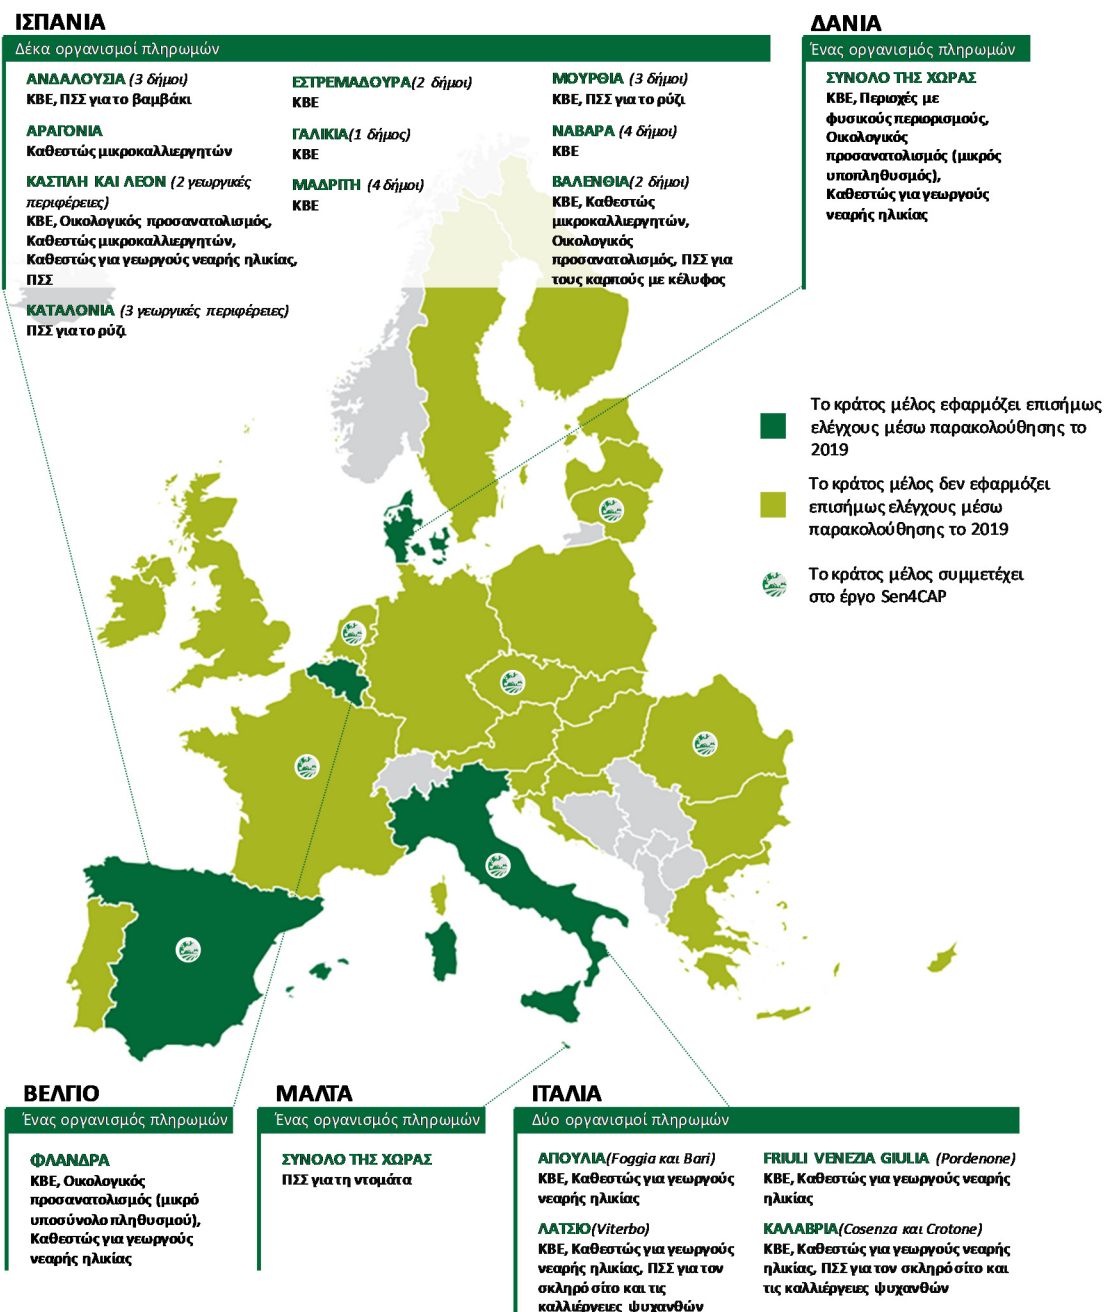 ΙΣΠΑΝΙΑ
Δέκα οργανισμοί πληρωμών
ΑΝΔΑΛΟΥΣΙΑ (3 δήμοι)
ΚΒΕ, ΠΣΣ για το βαμβάκι
ΑΡΑΓΟΝΙΑ
Καθεστώς μικροκαλλιεργητών
ΚΑΣΤΙΛΗ ΚΑΙ ΛΕΟΝ (2 γεωργικές
περιφέρειες)
ΚΒΕ, Οικολογικός προσανατολισμός,
Καθεστώς μικροκαλλιεργητών,
Καθεστώς για γεωργούς νεαρής ηλικίας,
ΠΣΣ
ΚΑΤΑΛΟΝΙΑ (3 γεωργικές περιφέρειες)
ΠΣΣ για το ρύζι
ΕΣΤΡΕΜΑΔΟΥΡΑ(2 δήμοι)
ΚΒΕ
ΓΑΛΙΚΙΑ(1 δήμος)
ΚΒΕ
ΜΑΔΡΙΤΗ (4 δήμοι)
ΚΒΕ
ΜΟΥΡΘΙΑ (3 δήμοι)
ΚΒΕ, ΠΣΣ για το ρύζι
ΝΑΒΑΡΑ (4 δήμοι)
ΚΒΕ
ΒΑΛΕΝΘΙΑ(2 δήμοι)
ΚΒΕ, Καθεστώς
μικροκαλλιεργητών,
Οικολογικός
προσανατολισμός, ΠΣΣ για
τους καρπούς με κέλυφος
ΔΑΝΙΑ
Ένας οργανισμός πληρωμών
ΣΥΝΟΛΟ ΤΗΣ ΧΩΡΑΣ
ΚΒΕ, Περιοχές με
φυσικούς περιορισμούς,
Οικολογικός
προσανατολισμός (μικρός
υποπληθυσμός),
Καθεστώς για γεωργούς
νεαρής ηλικίας
Το κράτος μέλος εφαρμόζει επισήμως
ελέγχους μέσω παρακολούθησης το
2019
Το κράτος μέλος δεν εφαρμόζει
επισήμως ελέγχους μέσω
παρακολούθησης το 2019
Το κράτος μέλος συμμετέχει
στο έργο Sen4CAP
ΒΕΛΓΙΟ
Ένας οργανισμός πληρωμών
ΦΛΑΝΔΡΑ
ΚΒΕ, Οικολογικός
προσανατολισμός (μικρό
υποσύνολο πληθυσμού),
Καθεστώς για γεωργούς
νεαρής ηλικίας
ΜΑΛΤΑ
Ένας οργανισμός πληρωμών
ΣΥΝΟΛΟ ΤΗΣ ΧΩΡΑΣ
ΠΣΣ για τη ντομάτα
ΙΤΑΛΙΑ
Δύο οργανισμοί πληρωμών
ΑΠΟΥΛΙΑ(Foggia και Bari)
ΚΒΕ, Καθεστώς για γεωργούς
νεαρής ηλικίας
ΛΑΤΣΙΟ(Viterbo)
ΚΒΕ, Καθεστώς για γεωργούς
νεαρής ηλικίας, ΠΣΣ για τον
σκληρό σίτο και τις
καλλιέργειες ψυχανθών
FRIULI VENEZIA GIULIA (Pordenone)
ΚΒΕ, Καθεστώς για γεωργούς νεαρής
ηλικίας
ΚΑΛΑΒΡΙΑ(Cosenza και Crotone)
ΚΒΕ, Καθεστώς για γεωργούς νεαρής
ηλικίας, ΠΣΣ για τον σκληρό σίτο και
τις καλλιέργειες ψυχανθών